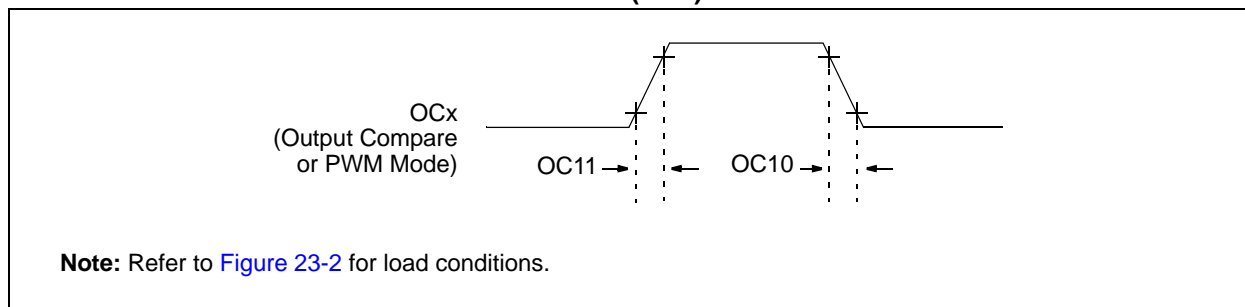 OCx
(Output Compare
or PWM Mode)
OC11
OC10
Note: Refer to Figure 23-2 for load conditions.